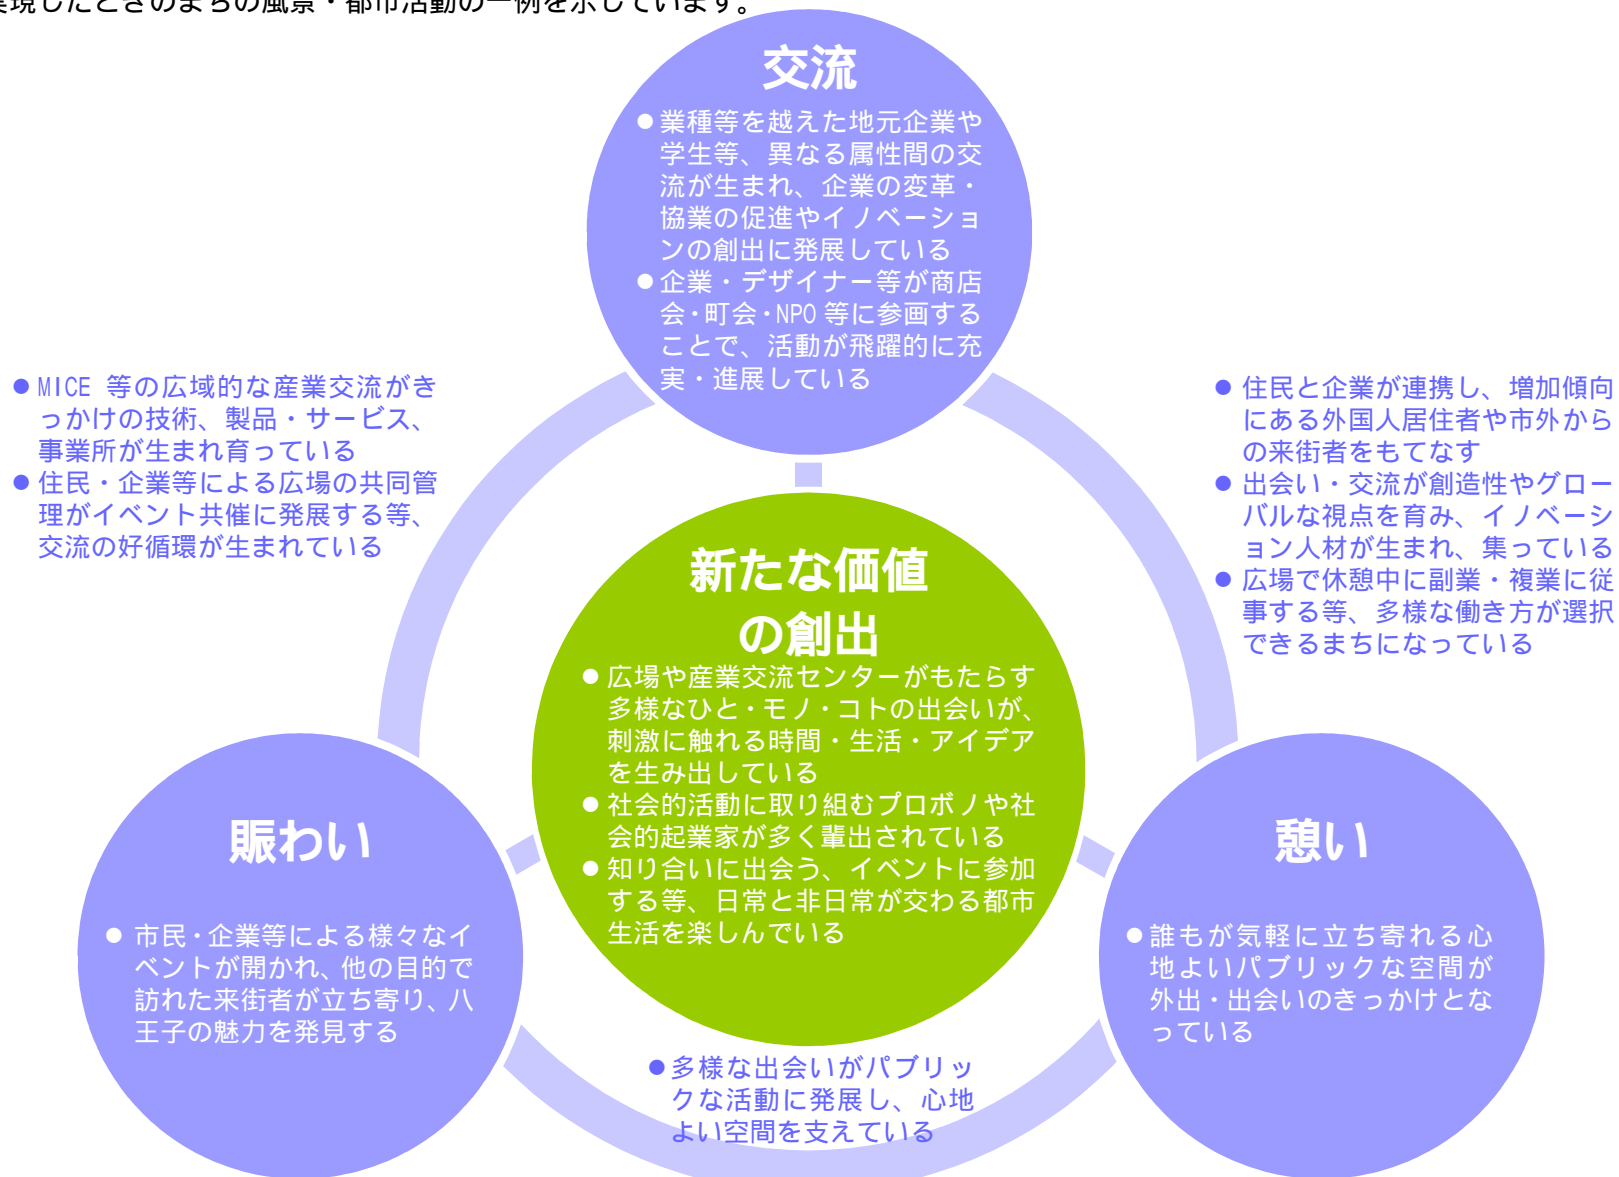 実現したときのまちの風景・都市活動の一例を示しています。
交流
●業種等を越えた地元企業や
学生等、異なる属性間の交
流が生まれ、企業の変革・
協業の促進やイノベーショ
ンの創出に発展している
●企業・デザイナー等が商店
会・町会・NPO 等に参画する
ことで、活動が飛躍的に充
実・進展している
●MICE 等の広域的な産業交流がき
っかけの技術、製品・サービス、
事業所が生まれ育っている
●住民・企業等による広場の共同管
理がイベント共催に発展する等、
交流の好循環が生まれている
●住民と企業が連携し、増加傾向
にある外国人居住者や市外から
の来街者をもてなす
●出会い・交流が創造性やグロー
バルな視点を育み、イノベーシ
ョン人材が生まれ、集っている
●広場で休憩中に副業・複業に従
事する等、多様な働き方が選択
できるまちになっている
新たな価値
の創出
●広場や産業交流センターがもたらす
多様なひと・モノ・コトの出会いが、
刺激に触れる時間・生活・アイデア
を生み出している
●社会的活動に取り組むプロボノや社
会的起業家が多く輩出されている
●知り合いに出会う、イベントに参加
する等、日常と非日常が交わる都市
生活を楽しんでいる
賑わい
●市民・企業等による様々なイ
ベントが開かれ、他の目的で
訪れた来街者が立ち寄り、八
王子の魅力を発見する
憩い
●誰もが気軽に立ち寄れる心
地よいパブリックな空間が
外出・出会いのきっかけとな
っている
●多様な出会いがパブリッ
クな活動に発展し、心地
よい空間を支えている